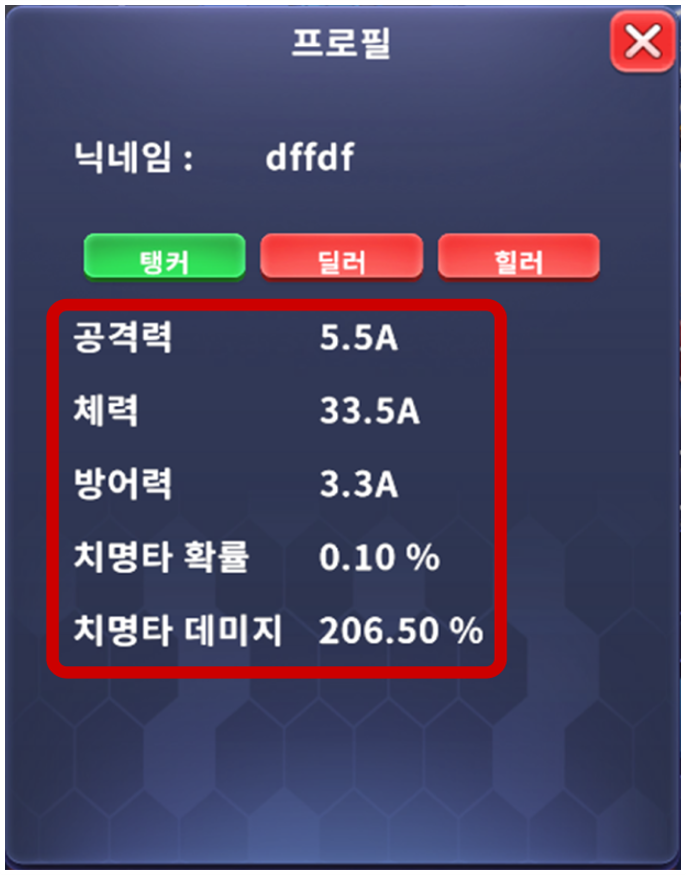 프로필
닉네임 : dffdf
탱커 딜러 힐러
공격력 5.5A
체력 33.5A
방어력 3.3A
치명타 확률 0.10 %
치명타 데미지 206.50 %